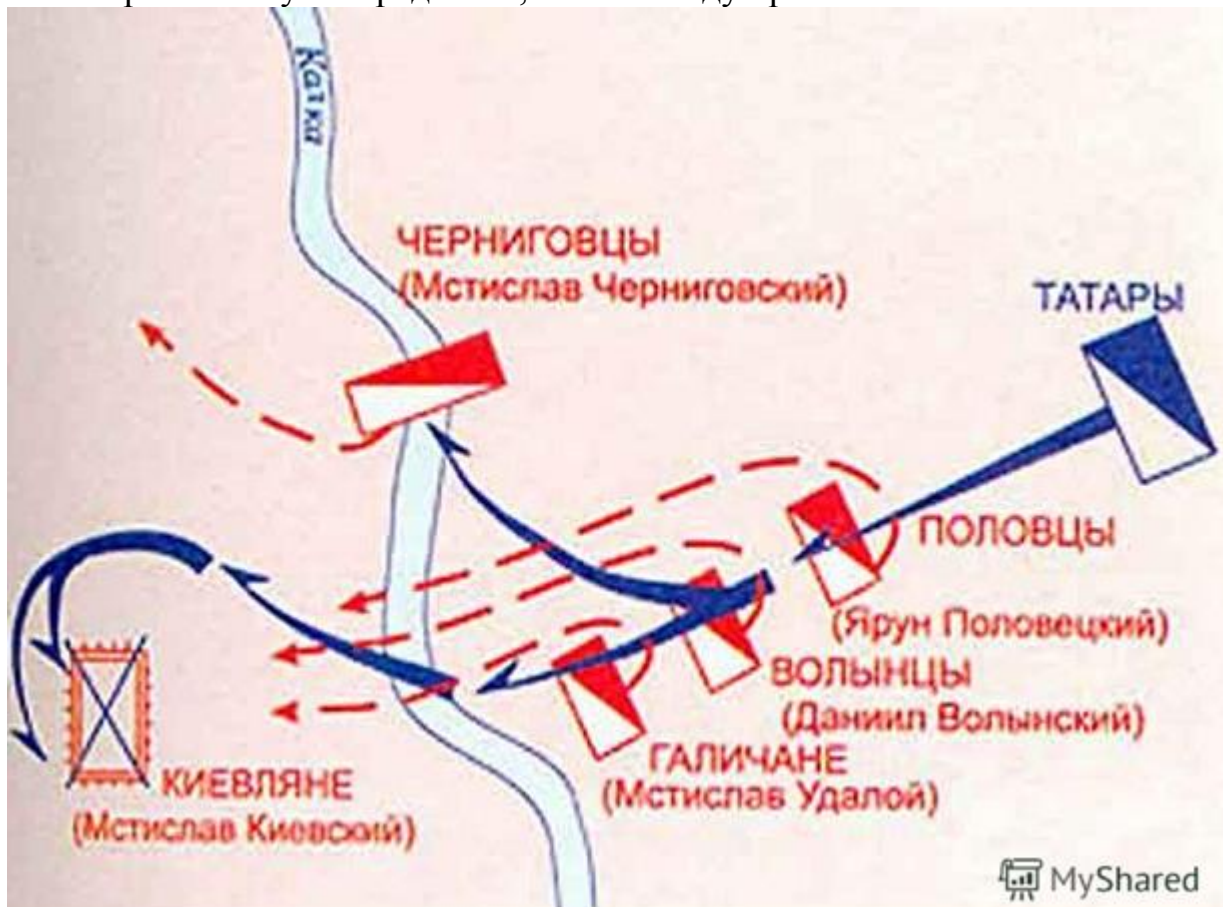 Калка
ЧЕРНИГОВЦЫ
(Мстислав Черниговский)
ТАТАРЫ
ПОЛОВЦЫ
(Ярун Половецкий)
ВОЛЫНЦЫ
(Даниил Волынский)
ГАЛИЧАНЕ
(Мстислав Удалой)
КИЕВЛЯНЕ
(Мстислав Киевский)
MyShared